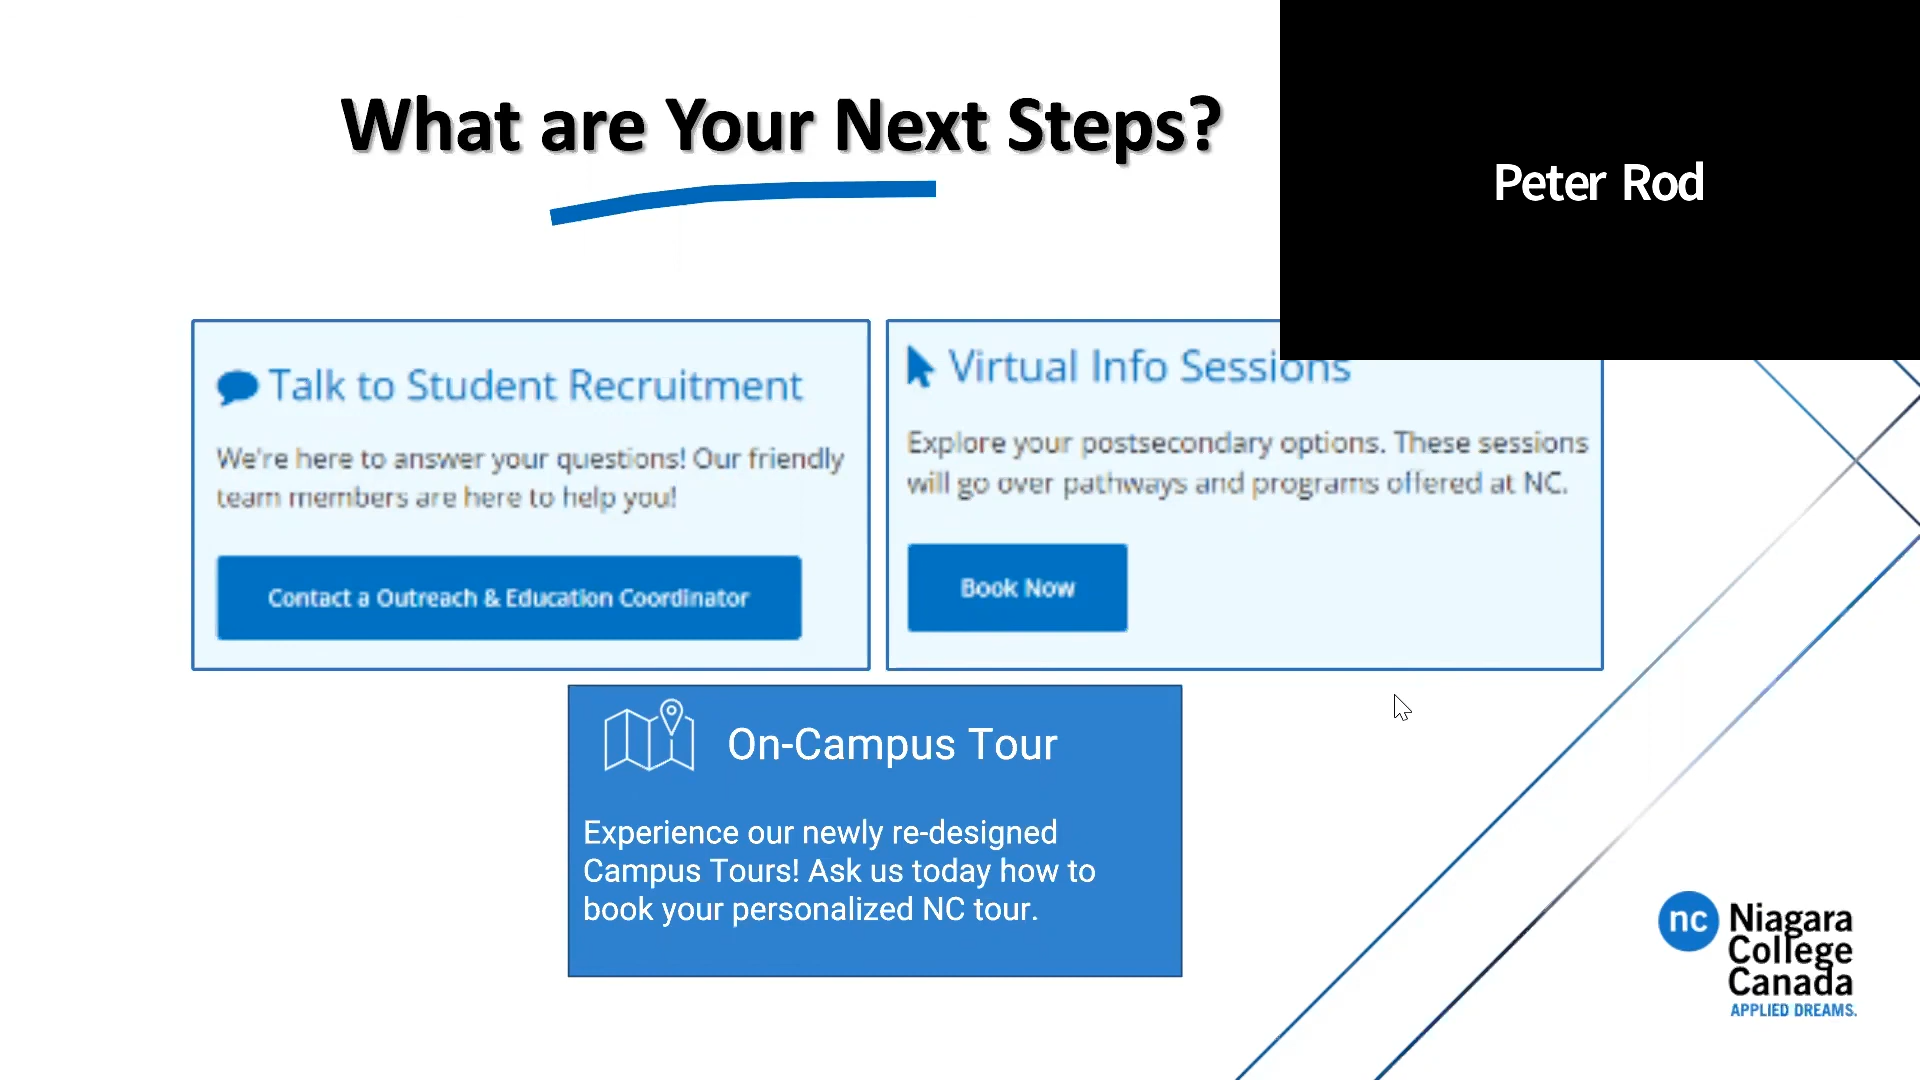 What are Your Next Steps?
Peter Rod
Talk to Student Recruitment
We're here to answer your questions! Our friendly
team members are here to help you!
Contact a Outreach & Education Coordinator
Virtual Info Sessions
Explore your postsecondary options. These sessions
will go over pathways and programs offered at NC.
Book Now
On-Campus Tour
Experience our newly re-designed
Campus Tours! Ask us today how to
book your personalized NC tour.
nc
Niagara
College
Canada
APPLIED DREAMS.